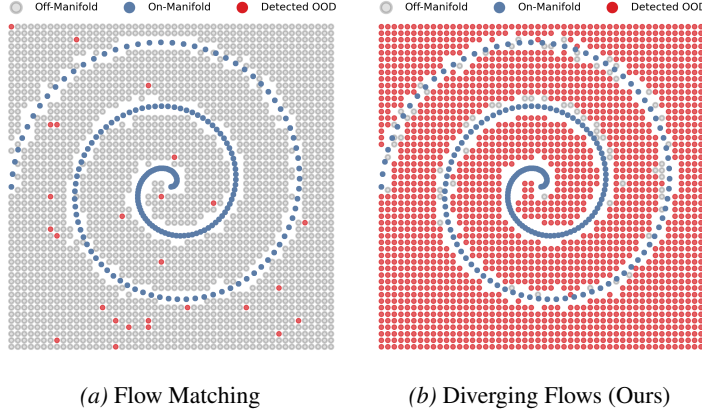 Off-Manifold On-Manifold Detected OOD
Off-Manifold On-Manifold Detected OOD
(a) Flow Matching
(b) Diverging Flows (Ours)